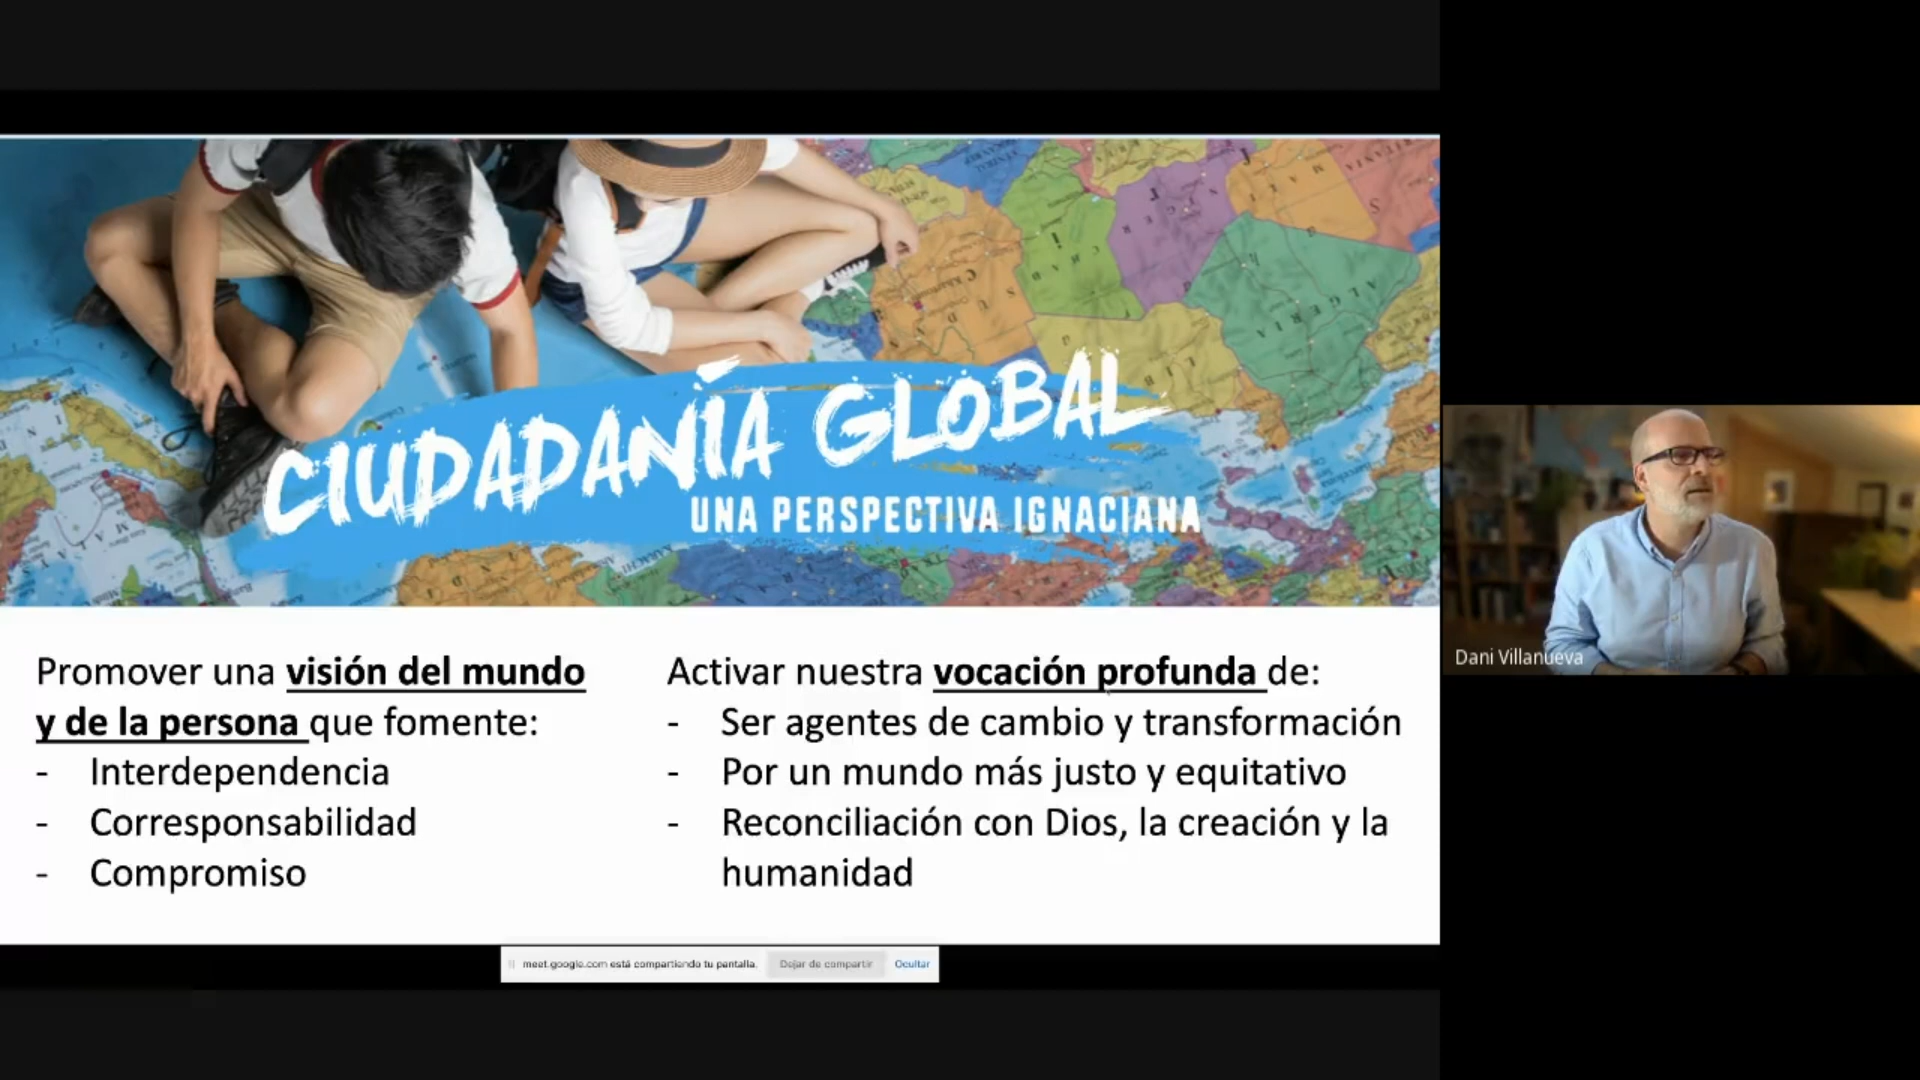 CIUDADANÍA GLOBAL
UNA PERSPECTIVA IGNACIANA
Promover una visión del mundo
y de la persona que fomente:
- Interdependencia
- Corresponsabilidad
- Compromiso
Activar nuestra vocación profunda de:
- Ser agentes de cambio y transformación
- Por un mundo más justo y equitativo
- Reconciliación con Dios, la creación y la
humanidad
meet.google.com está compartiendo tu pantalla.
Dejar de compartir
Ocultar
Dani Villanueva
ALGERIA